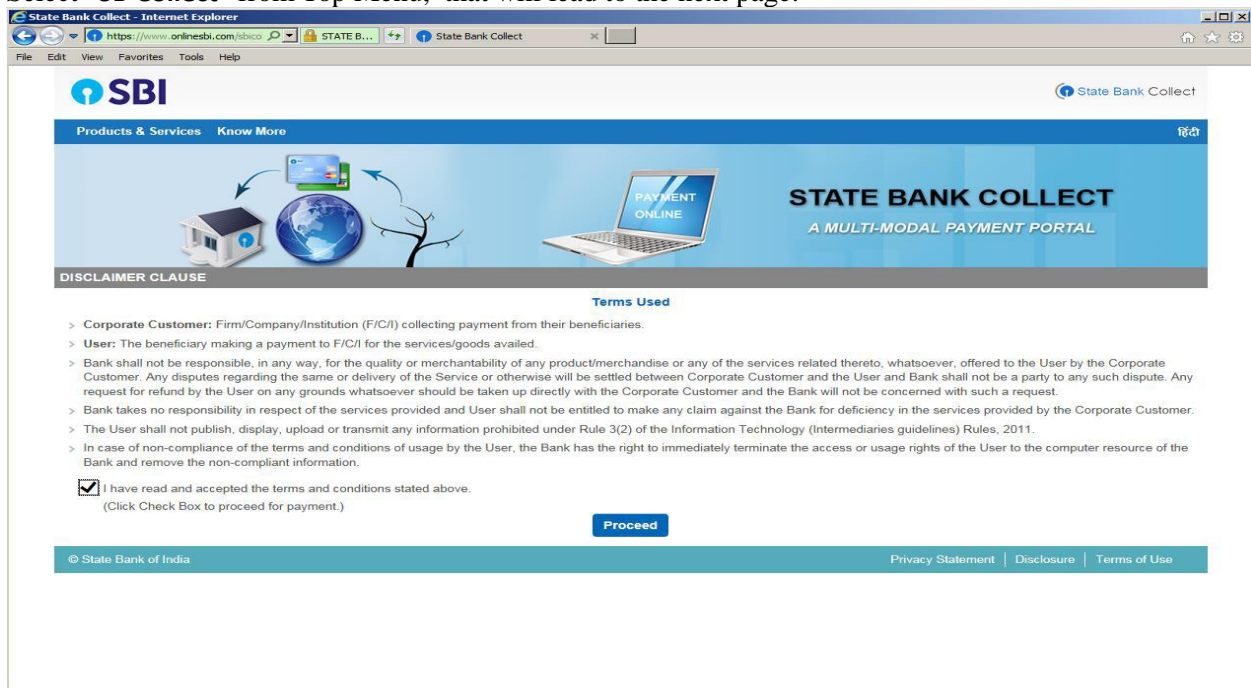 Select "SB Collect" from Top Menu, that will lead to the next page:
State Bank Collect - Internet Explorer
https://www.onlinesbi.com/sbico
STATE B...
State Bank Collect
File Edit View Favorites Tools Help
SBI
State Bank Collect
Products & Services Know More
हिंदी
PAYMENT
ONLINE
STATE BANK COLLECT
A MULTI-MODAL PAYMENT PORTAL
DISCLAIMER CLAUSE
Terms Used
> Corporate Customer: Firm/Company/Institution (F/C/I) collecting payment from their beneficiaries.
> User: The beneficiary making a payment to F/C/I for the services/goods availed.
> Bank shall not be responsible, in any way, for the quality or merchantability of any product/merchandise or any of the services related thereto, whatsoever, offered to the User by the Corporate
Customer. Any disputes regarding the same or delivery of the Service or otherwise will be settled between Corporate Customer and the User and Bank shall not be a party to any such dispute. Any
request for refund by the User on any grounds whatsoever should be taken up directly with the Corporate Customer and the Bank will not be concerned with such a request.
> Bank takes no responsibility in respect of the services provided and User shall not be entitled to make any claim against the Bank for deficiency in the services provided by the Corporate Customer.
> The User shall not publish, display, upload or transmit any information prohibited under Rule 3(2) of the Information Technology (Intermediaries guidelines) Rules, 2011.
> In case of non-compliance of the terms and conditions of usage by the User, the Bank has the right to immediately terminate the access or usage rights of the User to the computer resource of the
Bank and remove the non-compliant information.
I have read and accepted the terms and conditions stated above.
(Click Check Box to proceed for payment.)
Proceed
© State Bank of India
Privacy Statement | Disclosure | Terms of Use